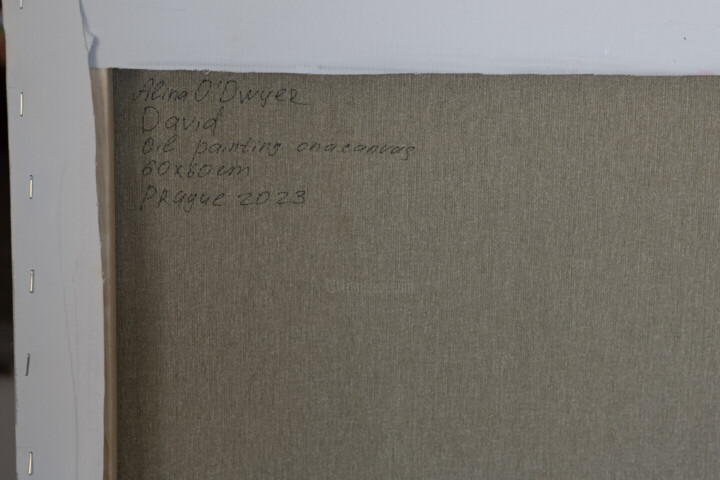 Alina O'Dwyer
David
Oil painting on a canvas
60x60cm
Prague 2023